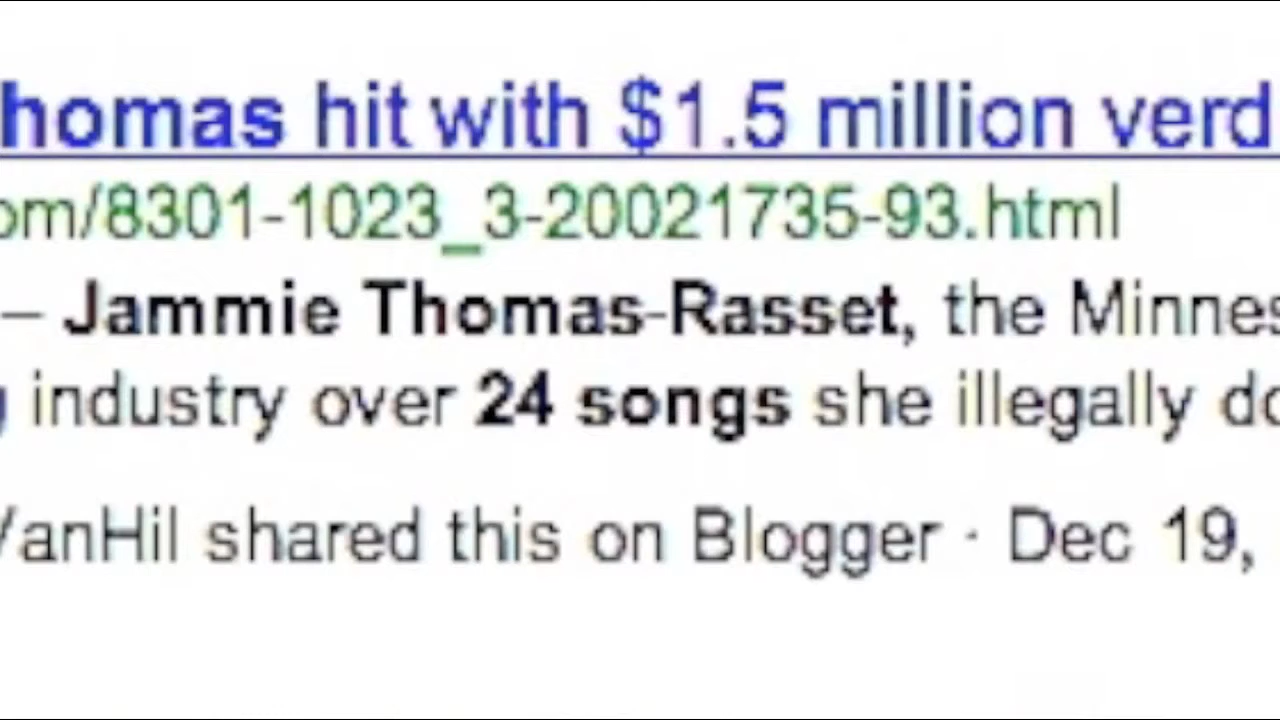 homas hit with $1.5 million verd
om/8301-1023_3-20021735-93.html
– Jammie Thomas-Rasset, the Minnes
g industry over 24 songs she illegally do
VanHil shared this on Blogger · Dec 19,